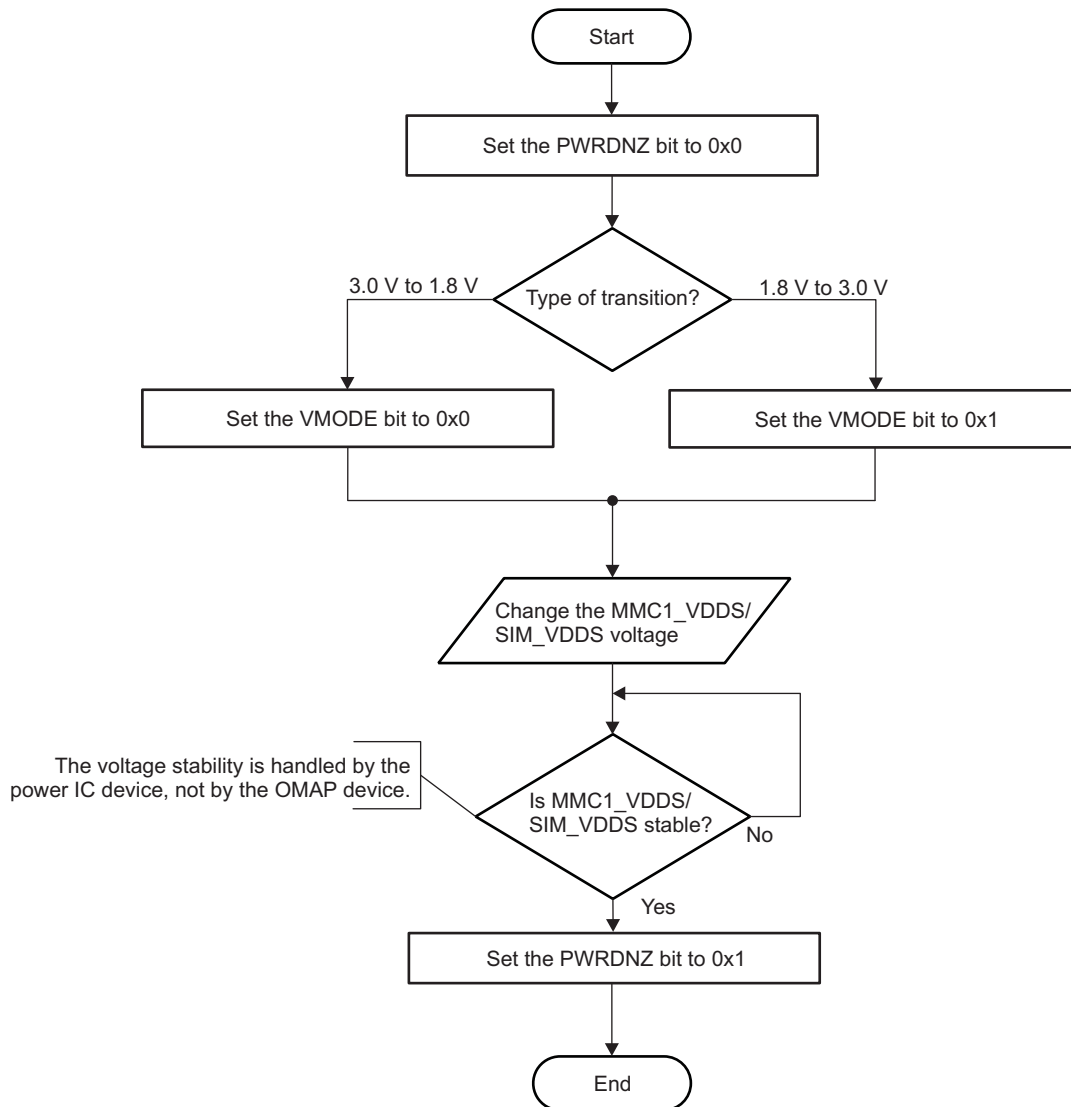 Start
Set the PWRDNZ bit to 0x0
Type of transition?
3.0 V to 1.8 V
1.8 V to 3.0 V
Set the VMODE bit to 0x0
Set the VMODE bit to 0x1
Change the MMC1_VDDS/
SIM_VDDS voltage
The voltage stability is handled by the
power IC device, not by the OMAP device.
Is MMC1_VDDS/
SIM_VDDS stable?
No
Yes
Set the PWRDNZ bit to 0x1
End